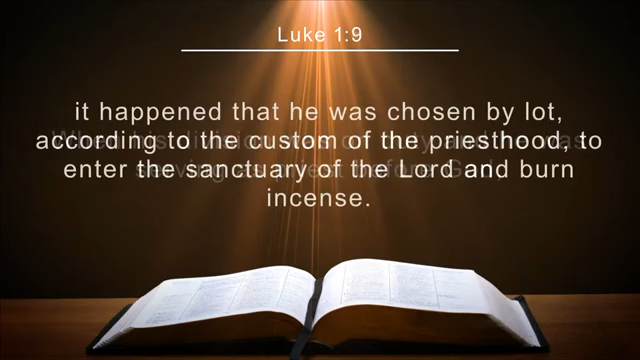 Luke 1:9
it happened that he was chosen by lot,
according to the custom of the priesthood, to
enter the sanctuary of the Lord and burn
incense.